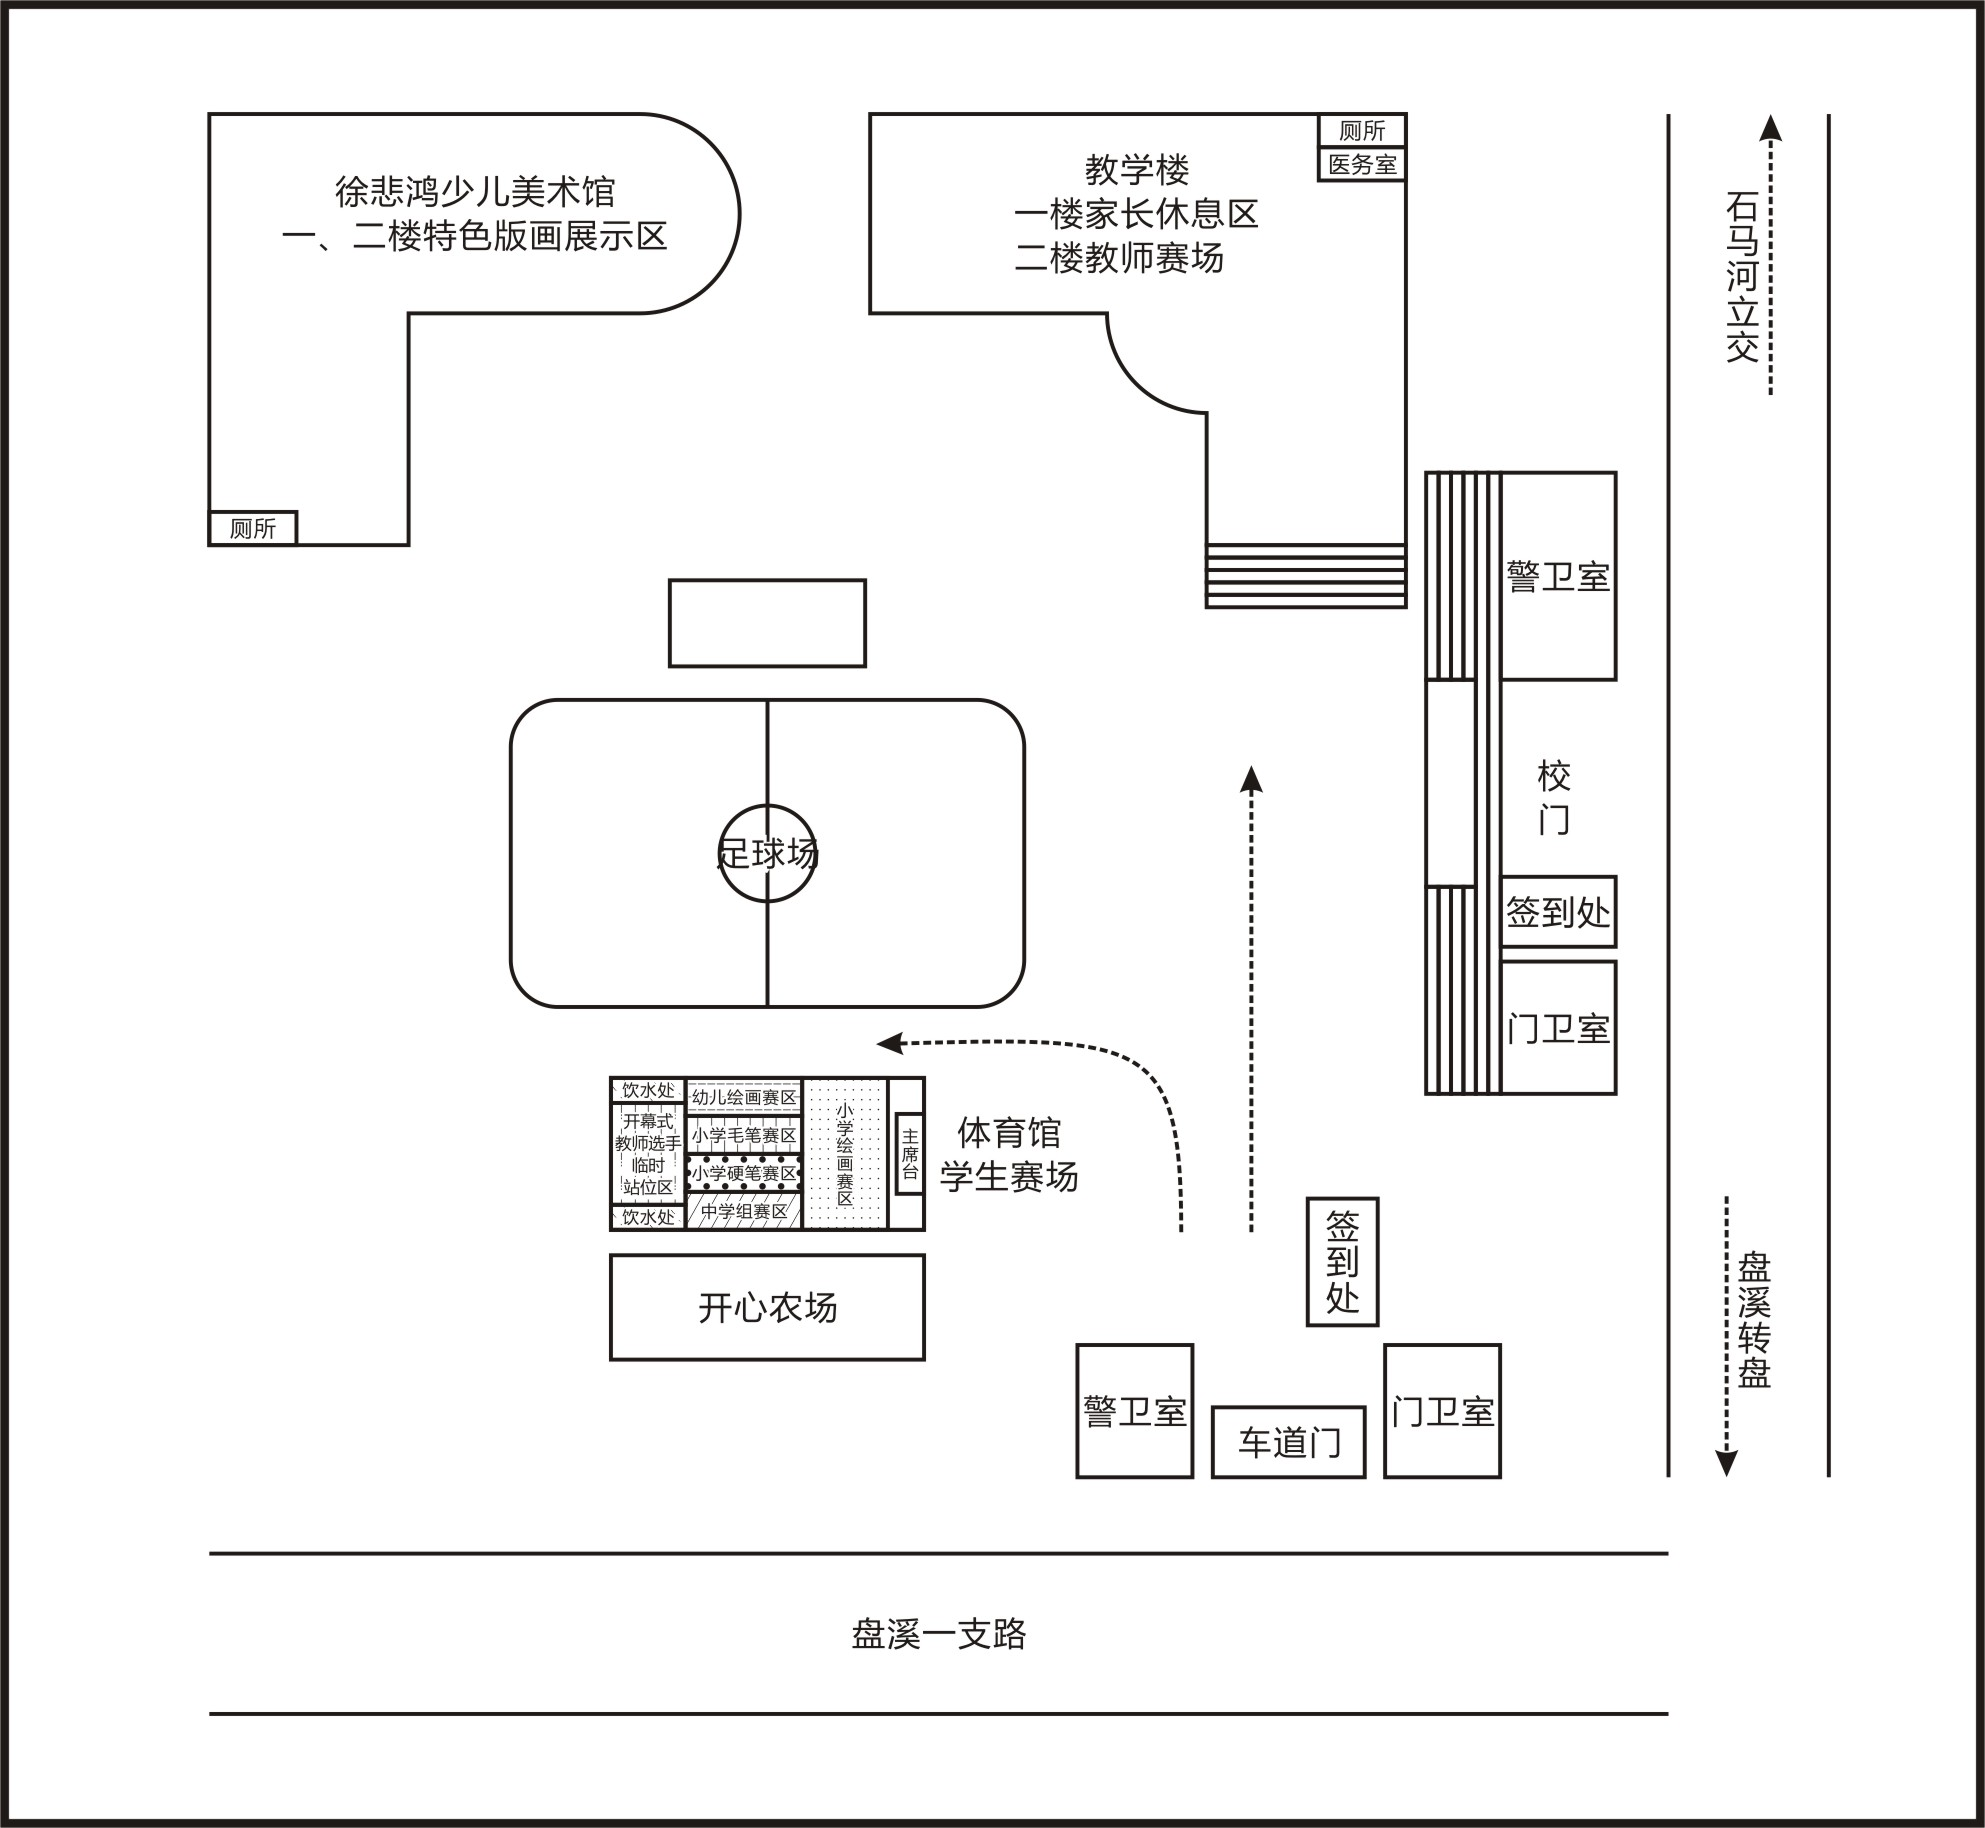 徐悲鸿少儿美术馆
一、二楼特色版画展示区
厕所
教学楼
一楼家长休息区
二楼教师赛场
厕所
医务室
石马河立交
警卫室
校门
签到处
门卫室
足球场
饮水处
开幕式
教师选手
临时
站位区
饮水处
幼儿绘画赛区
小学毛笔赛区
小学硬笔赛区
中学组赛区
小学绘画赛区
主席台
体育馆
学生赛场
开心农场
签到处
警卫室
车道门
门卫室
盘溪转盘
盘溪一支路